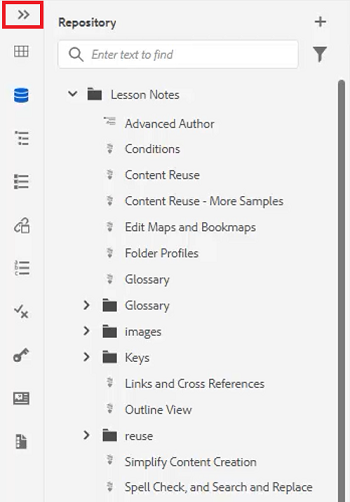 Repository
Enter text to find
Lesson Notes
Advanced Author
Conditions
Content Reuse
Content Reuse - More Samples
Edit Maps and Bookmaps
Folder Profiles
Glossary
Glossary
images
Keys
Links and Cross References
Outline View
reuse
Simplify Content Creation
Spell Check, and Search and Replace